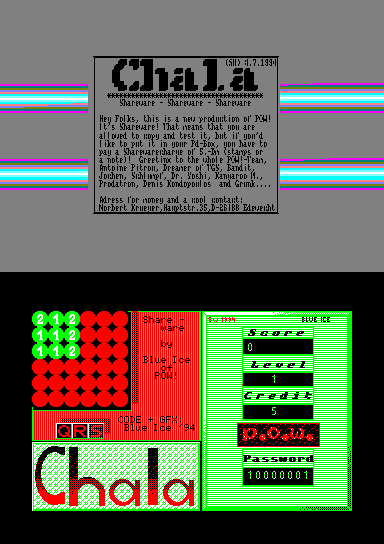 (SH) 4.7.1994
Chala
Shareware - Shareware - Shareware
Hey Folks, this is a new production of POW!
It's Shareware! That means that you are
allowed to copy and test it, but if you'd
like to put it in your Pd-Box, you have to
pay a Sharewarecharge of 5.-Dm (stamps or
a note)! Greetinx to the whole POW!-Team,
Antoine Pitrou, Dreamer of TGS, Bandit,
Jochen, Schlumpf, Dr. Yoshi, Kangaroo M.,
Prodatron, Denis Kondopoulos and Grunk....
Adress for money and a kool contact:
Norbert Krueger,Hauptstr.35,D-26188 Edewecht
2 1 2
1 1 2
1 1 2
Share -
ware
by
Blue Ice
of
POW!
CODE + GFX:
Blue Ice '94
QRS
Chala
1994
BLUE ICE
Score
0
Level
1
Credit
5
P.O.W.
Password
10000001